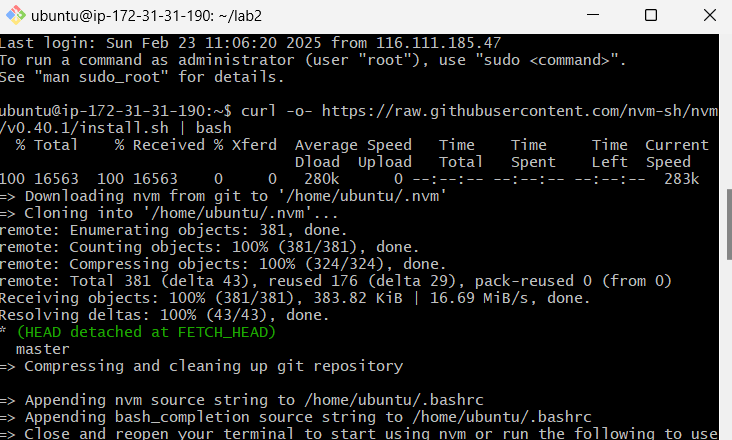 ubuntu@ip-172-31-31-190: ~/lab2
Last login: Sun Feb 23 11:06:20 2025 from 116.111.185.47
To run a command as administrator (user "root"), use "sudo <command>".
See "man sudo_root" for details.
ubuntu@ip-172-31-31-190:~$ curl -o- https://raw.githubusercontent.com/nvm-sh/nvm
/v0.40.1/install.sh | bash
  % Total    % Received % Xferd  Average Speed   Time    Time     Time  Current
                                 Dload  Upload   Total   Spent    Left  Speed
100 16563  100 16563    0     0   280k      0 --:--:-- --:--:-- --:--:--  283k
=> Downloading nvm from git to '/home/ubuntu/.nvm'
=> Cloning into '/home/ubuntu/.nvm'...
remote: Enumerating objects: 381, done.
remote: Counting objects: 100% (381/381), done.
remote: Compressing objects: 100% (324/324), done.
remote: Total 381 (delta 43), reused 176 (delta 29), pack-reused 0 (from 0)
Receiving objects: 100% (381/381), 383.82 KiB | 16.69 MiB/s, done.
Resolving deltas: 100% (43/43), done.
* (HEAD detached at FETCH_HEAD)
  master
=> Compressing and cleaning up git repository
=> Appending nvm source string to /home/ubuntu/.bashrc
=> Appending bash_completion source string to /home/ubuntu/.bashrc
=> Close and reopen your terminal to start using nvm or run the following to use